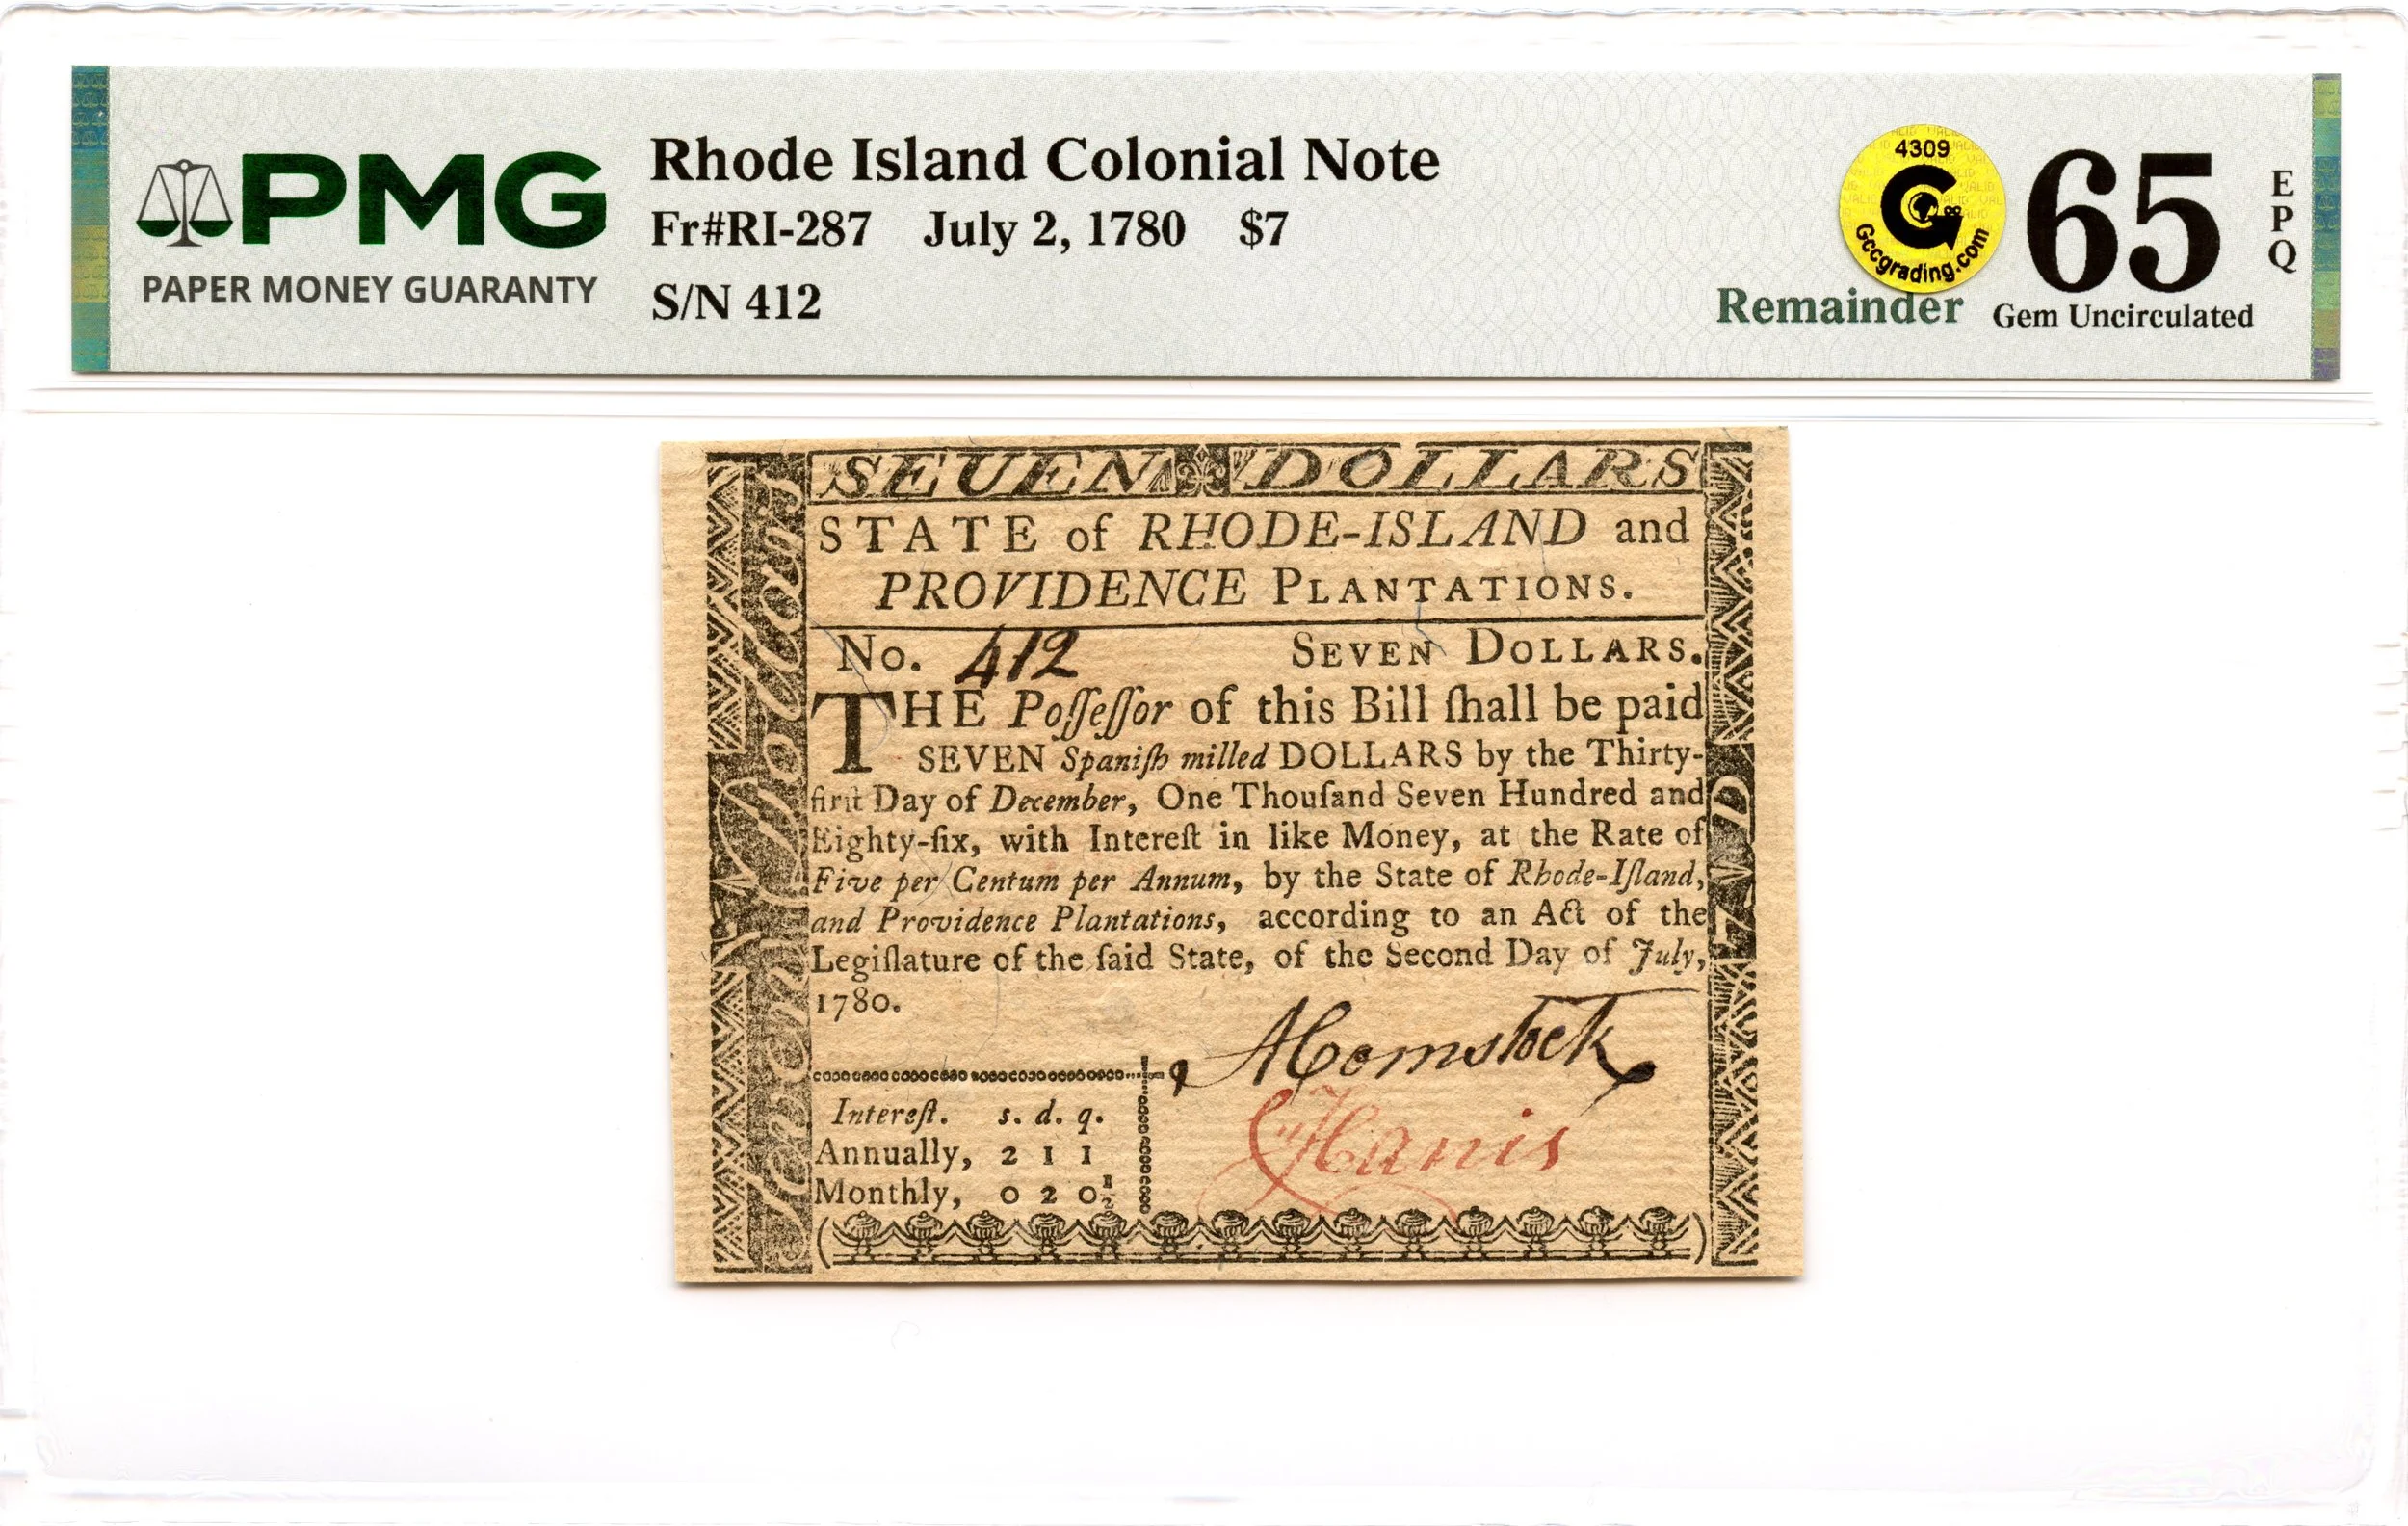 PMG
PAPER MONEY GUARANTY
Rhode Island Colonial Note
Fr#RI-287 July 2, 1780 $7
S/N 412
4309
Gccgrading.com
Remainder
65
EPQ
Gem Uncirculated
SEVEN DOLLARS
STATE of RHODE-ISLAND and
PROVIDENCE PLANTATIONS.
No. 412 SEVEN DOLLARS.
THE Poſſeſſor of this Bill ſhall be paid
SEVEN Spaniſh milled DOLLARS by the Thirty-
firſt Day of December, One Thouſand Seven Hundred and
Eighty-ſix, with Intereſt in like Money, at the Rate of
Five per Centum per Annum, by the State of Rhode-Iſland,
and Providence Plantations, according to an Act of the
Legiſlature of the ſaid State, of the Second Day of July,
1780.
A Comstock
C Harris
Intereſt. s. d. q.
Annually, 2 1 1
Monthly, 0 2 0½
Seven Dollars